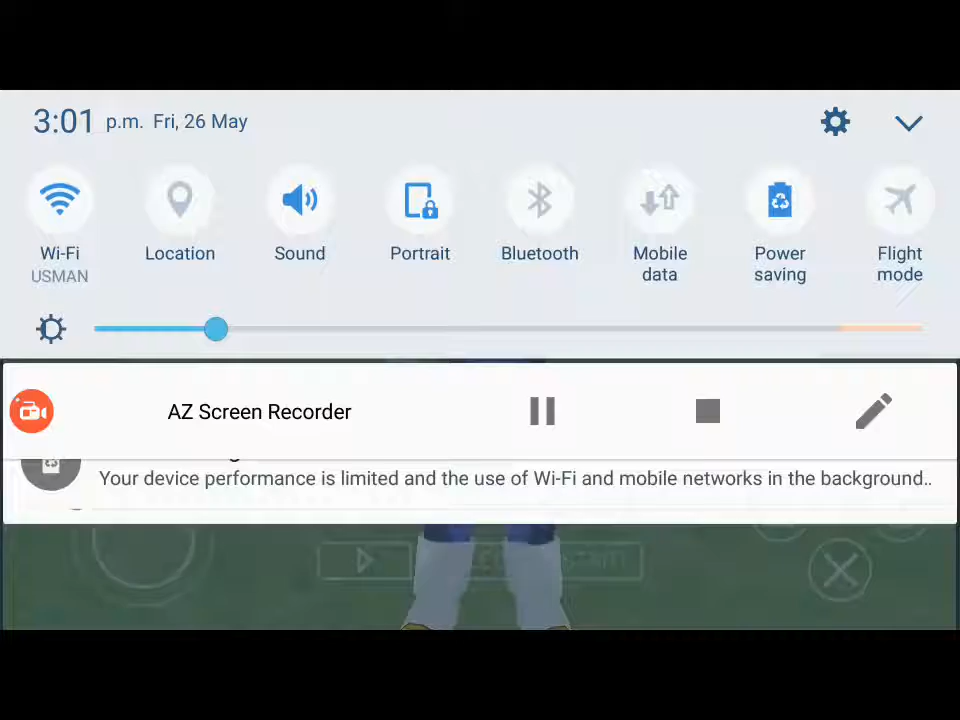 3:01 p.m. Fri, 26 May
Wi-Fi Location Sound Portrait Bluetooth Mobile data Power saving Flight mode
USMAN
AZ Screen Recorder
Your device performance is limited and the use of Wi-Fi and mobile networks in the background..